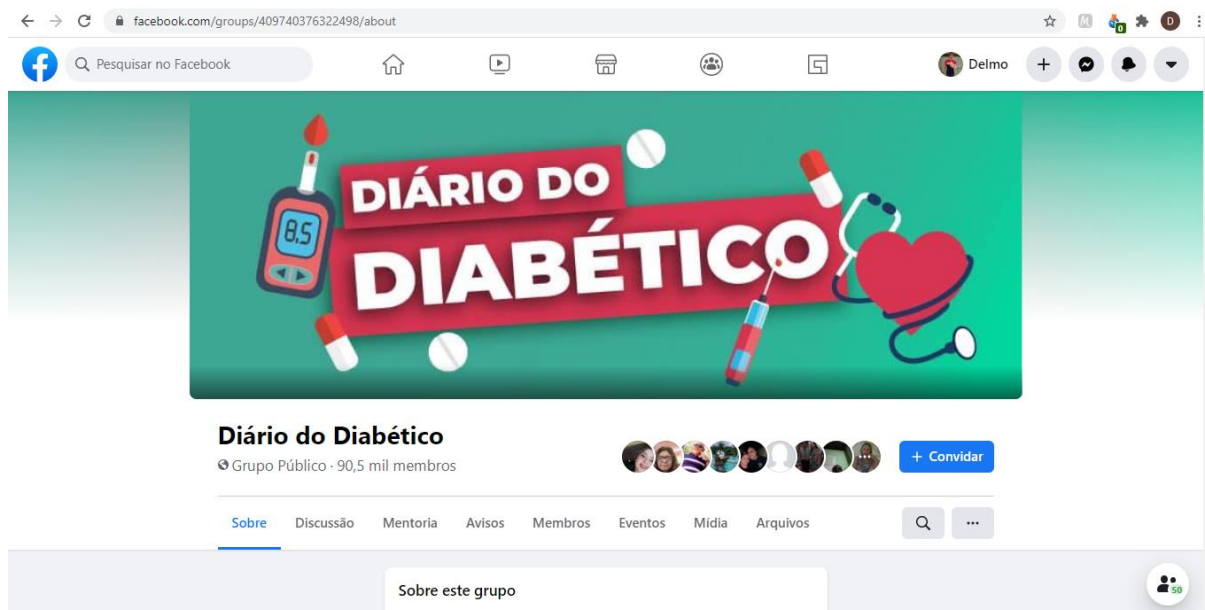 facebook.com/groups/409740376322498/about
0
D
Pesquisar no Facebook
Delmo
DIÁRIO DO
DIABÉTICO
8,5
Diário do Diabético
Grupo Público · 90,5 mil membros
+ Convidar
Sobre Discussão Mentoria Avisos Membros Eventos Mídia Arquivos
Sobre este grupo
50